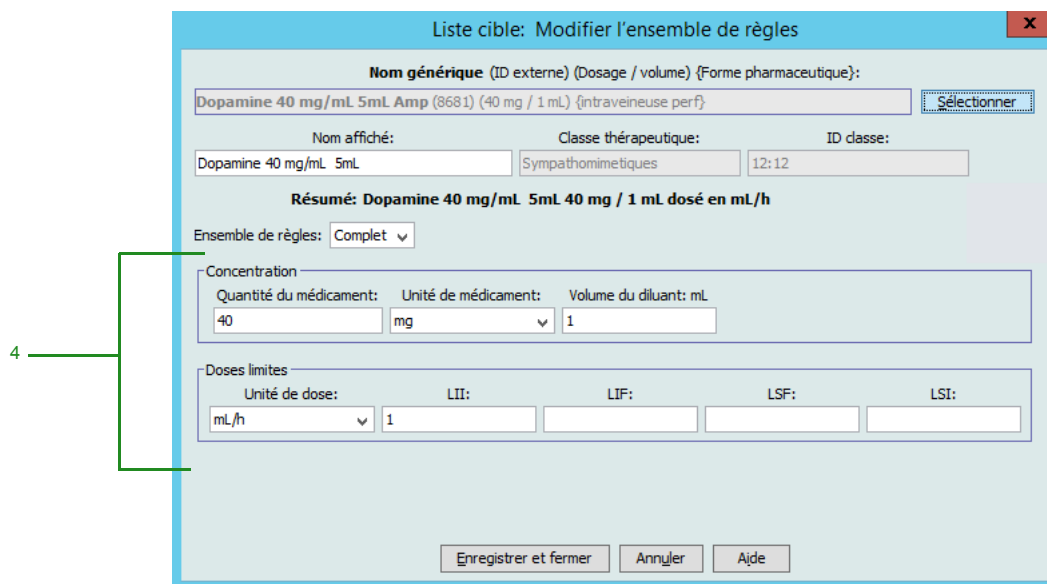 Liste cible: Modifier l'ensemble de règles
x
Nom générique (ID externe) (Dosage / volume) {Forme pharmaceutique}:
Dopamine 40 mg/mL 5mL Amp (8681) (40 mg / 1 mL) {intraveineuse perf}
Sélectionner
Nom affiché: Classe thérapeutique: ID classe:
Dopamine 40 mg/mL 5mL Sympathomimetiques 12:12
Résumé: Dopamine 40 mg/mL 5mL 40 mg / 1 mL dosé en mL/h
Ensemble de règles: Complet
Concentration
Quantité du médicament: Unité de médicament: Volume du diluant: mL
40 mg 1
4
Doses limites
Unité de dose: LII: LIF: LSF: LSI:
mL/h 1
Enregistrer et fermer Annuler Aide